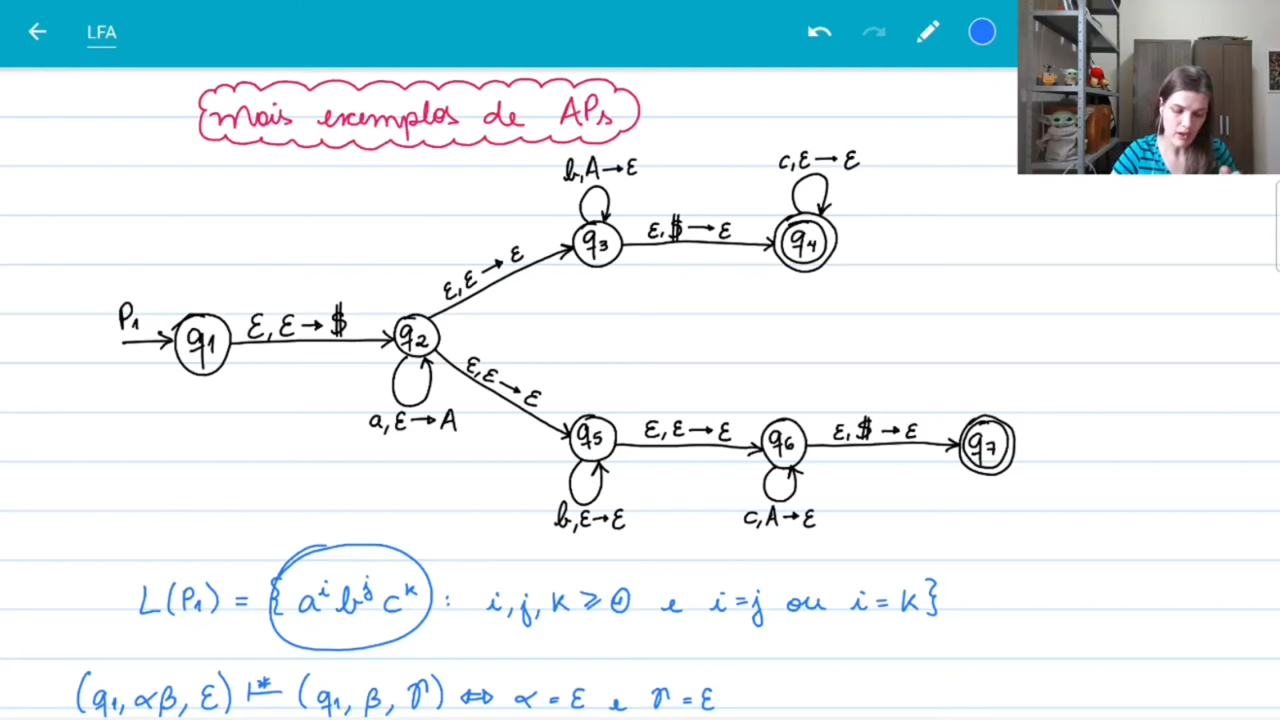 LFA
Mais exemplos de APs
b,A→ε
c,ε→ε
q3
ε,$→ε
q4
ε,ε→ε
P1
q1
ε,ε→$
q2
a,ε→A
ε,ε→ε
q5
ε,ε→ε
q6
ε,$→ε
q7
b,ε→ε
c,A→ε
L(P1) = {a^i b^j c^k : i,j,k ⩾ 0 e i=j ou i=k}
(q1, αβ, ε) ⊢* (q1, β, γ) ⇔ α = ε e γ = ε